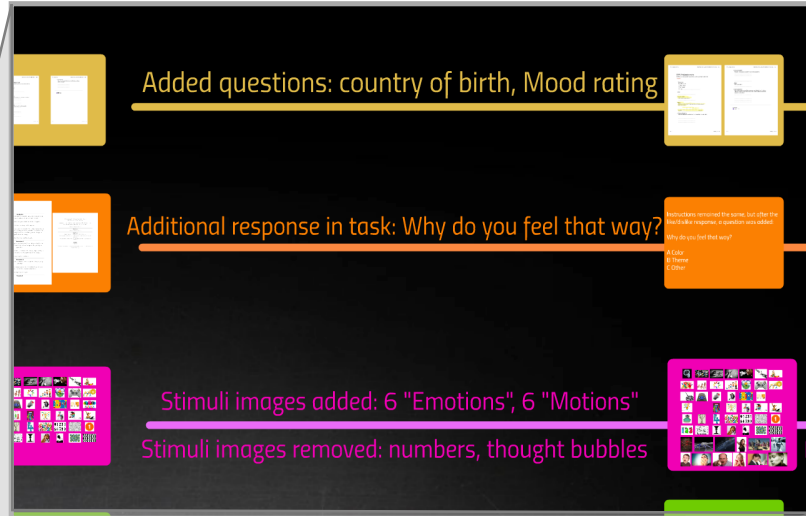 Added questions: country of birth, Mood rating
Additional response in task: Why do you feel that way?
Instructions remained the same, but after the
like/dislike response, a question was added:
Why do you feel that way?
A Color
B Theme
C Other
Stimuli images added: 6 "Emotions", 6 "Motions"
Stimuli images removed: numbers, thought bubbles